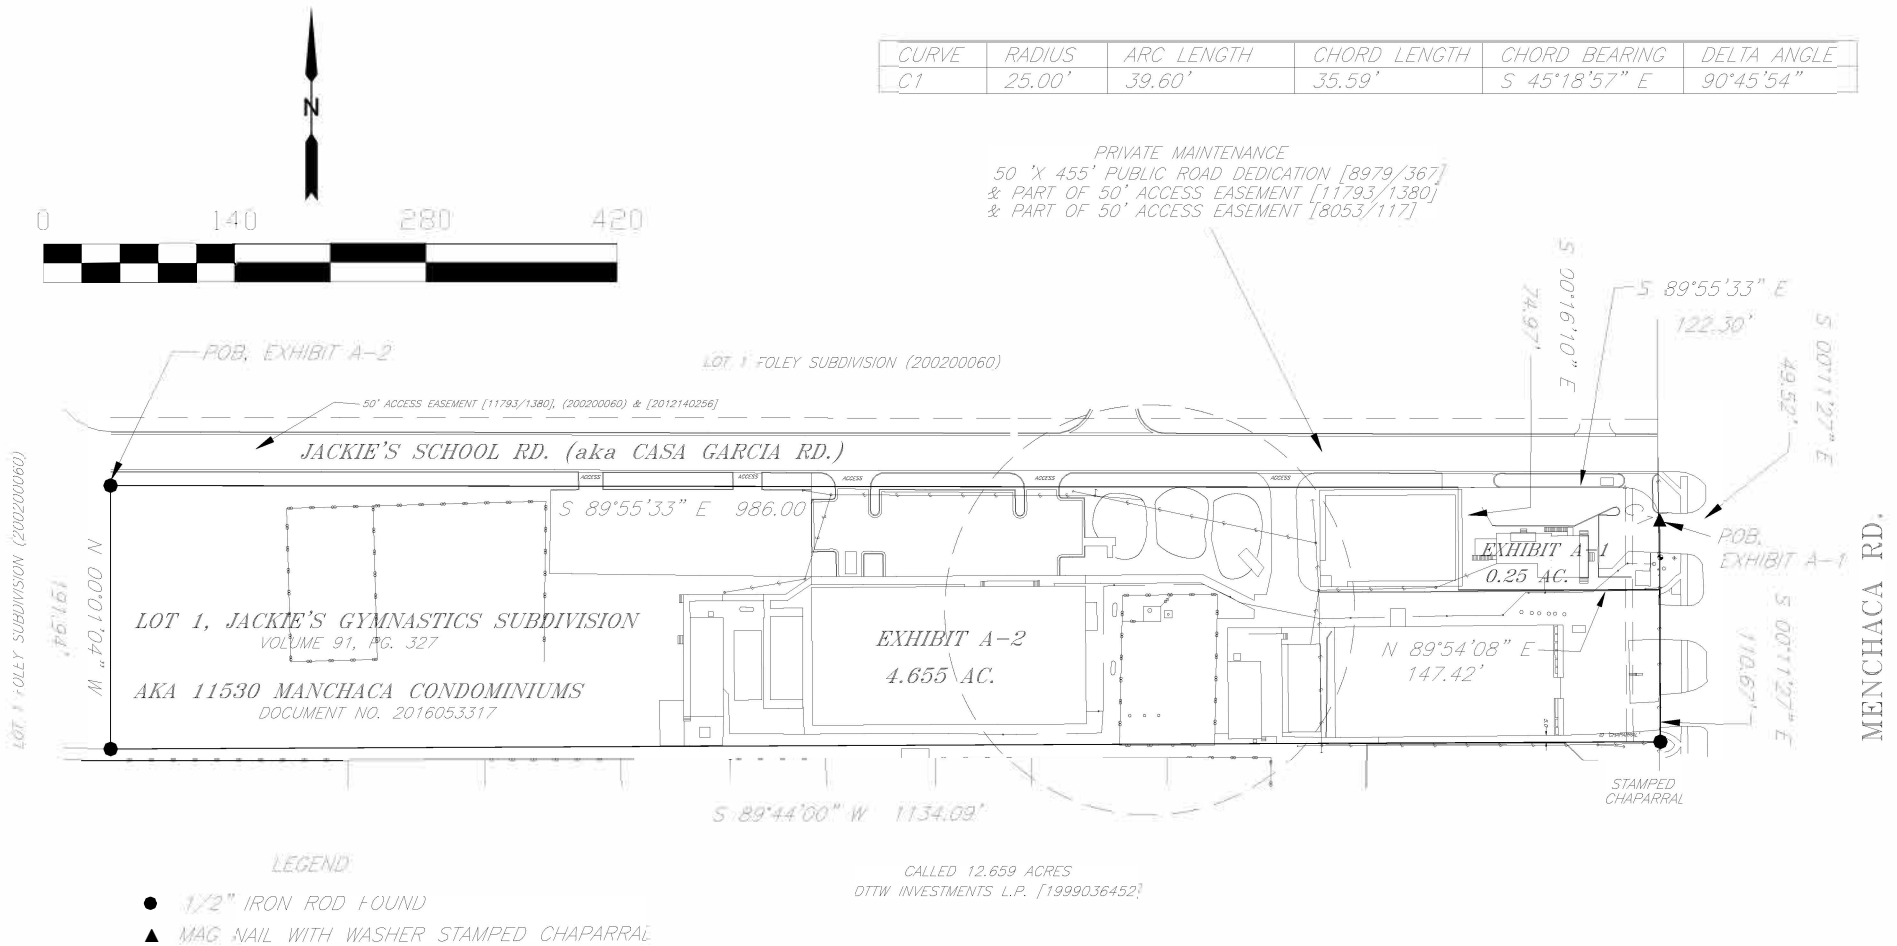 CURVE RADIUS ARC LENGTH CHORD LENGTH CHORD BEARING DELTA ANGLE
C1 25.00' 39.60' 35.59' S 45°18'57" E 90°45'54"
N
0 140 280 420
PRIVATE MAINTENANCE
50 'X 455' PUBLIC ROAD DEDICATION [8979/367]
& PART OF 50' ACCESS EASEMENT [11793/1380]
& PART OF 50' ACCESS EASEMENT [8053/117]
S 00°16'10" E
74.97'
S 89°55'33" E
122.30'
S 00°11'27" E
49.52'
POB, EXHIBIT A-2
LOT 1 FOLEY SUBDIVISION (200200060)
50' ACCESS EASEMENT [11793/1380], (200200060) & [2012140256]
JACKIE'S SCHOOL RD. (aka CASA GARCIA RD.)
ACCESS
ACCESS
ACCESS
ACCESS
ACCESS
S 89°55'33" E 986.00
C1
LOT 1 FOLEY SUBDIVISION (200200060)
N 00°01'04" W
191.94'
POB,
EXHIBIT A-1
EXHIBIT A-1
0.25 AC.
LOT 1, JACKIE'S GYMNASTICS SUBDIVISION
VOLUME 91, PG. 327
AKA 11530 MANCHACA CONDOMINIUMS
DOCUMENT NO. 2016053317
EXHIBIT A-2
4.655 AC.
N 89°54'08" E
147.42'
S 00°11'27" E
110.67'
MENCHACA RD.
STAMPED
CHAPARRAL
S 89°44'00" W 1134.09'
CALLED 12.659 ACRES
OTTW INVESTMENTS L.P. [1999036452]
LEGEND
1/2" IRON ROD FOUND
MAG NAIL WITH WASHER STAMPED CHAPARRAL